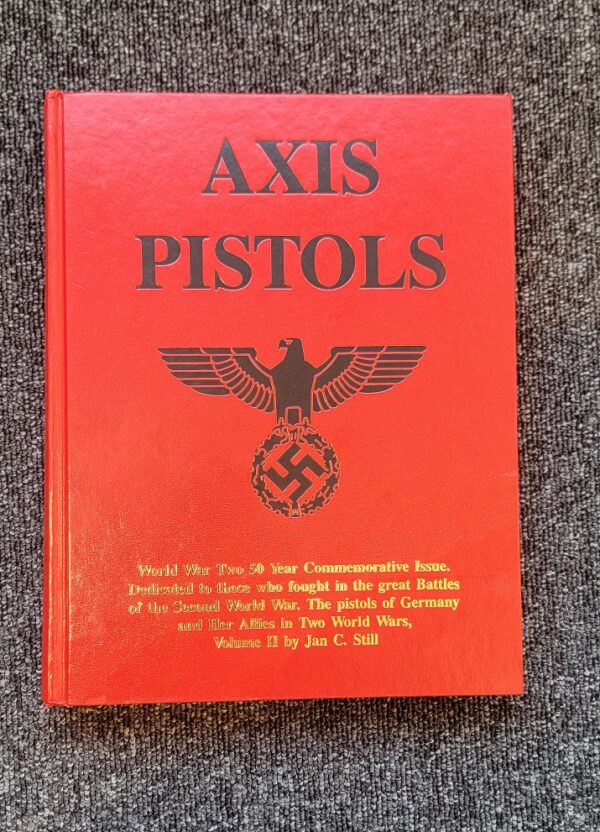 AXIS
PISTOLS
World War Two 50 Year Commemorative Issue.
Dedicated to those who fought in the great Battles
of the Second World War. The pistols of Germany
and Her Allies in Two World Wars,
Volume II by Jan C. Still